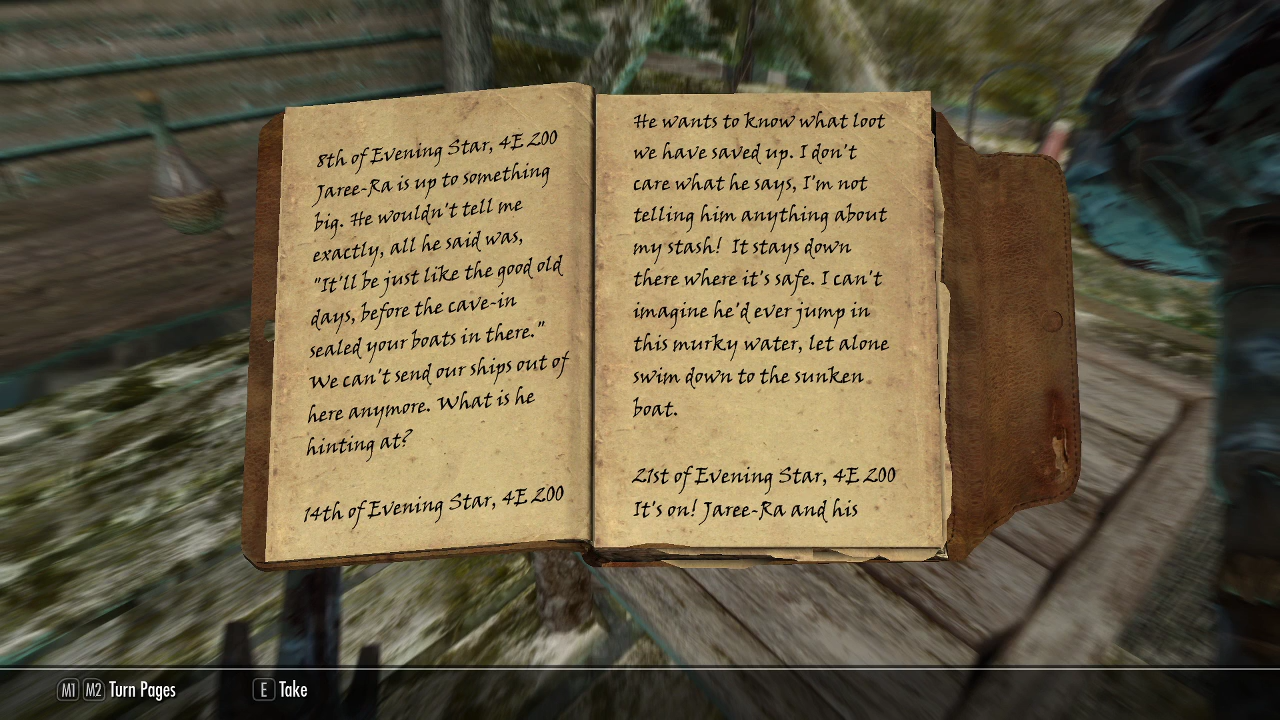 8th of Evening Star, 4E 200
Jaree-Ra is up to something
big. He wouldn't tell me
exactly, all he said was,
"It'll be just like the good old
days, before the cave-in
sealed your boats in there."
We can't send our ships out of
here anymore. What is he
hinting at?
14th of Evening Star, 4E 200
He wants to know what loot
we have saved up. I don't
care what he says, I'm not
telling him anything about
my stash! It stays down
there where it's safe. I can't
imagine he'd ever jump in
this murky water, let alone
swim down to the sunken
boat.
21st of Evening Star, 4E 200
It's on! Jaree-Ra and his
M1 M2 Turn Pages
E Take